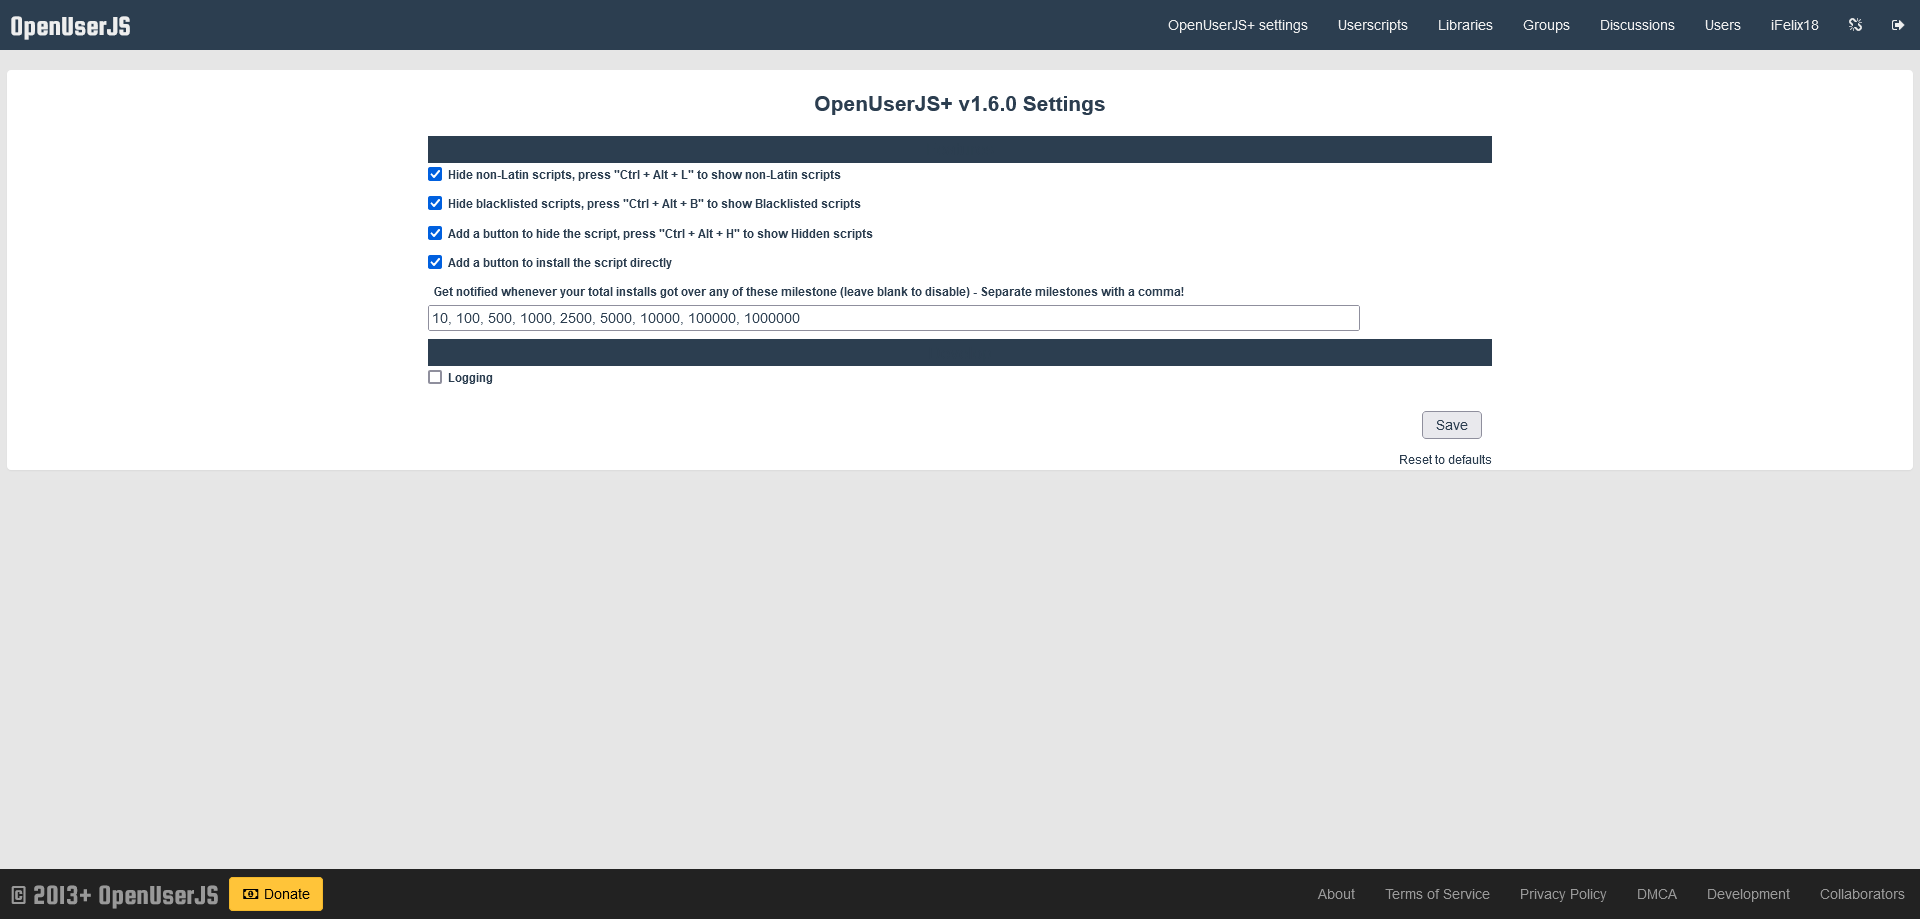 OpenUserJS
OpenUserJS+ settings
Userscripts
Libraries
Groups
Discussions
Users
iFelix18
OpenUserJS+ v1.6.0 Settings
Hide non-Latin scripts, press "Ctrl + Alt + L" to show non-Latin scripts
Hide blacklisted scripts, press "Ctrl + Alt + B" to show Blacklisted scripts
Add a button to hide the script, press "Ctrl + Alt + H" to show Hidden scripts
Add a button to install the script directly
Get notified whenever your total installs got over any of these milestone (leave blank to disable) - Separate milestones with a comma!
10, 100, 500, 1000, 2500, 5000, 10000, 100000, 1000000
Logging
Save
Reset to defaults
© 2013+ OpenUserJS
Donate
About
Terms of Service
Privacy Policy
DMCA
Development
Collaborators